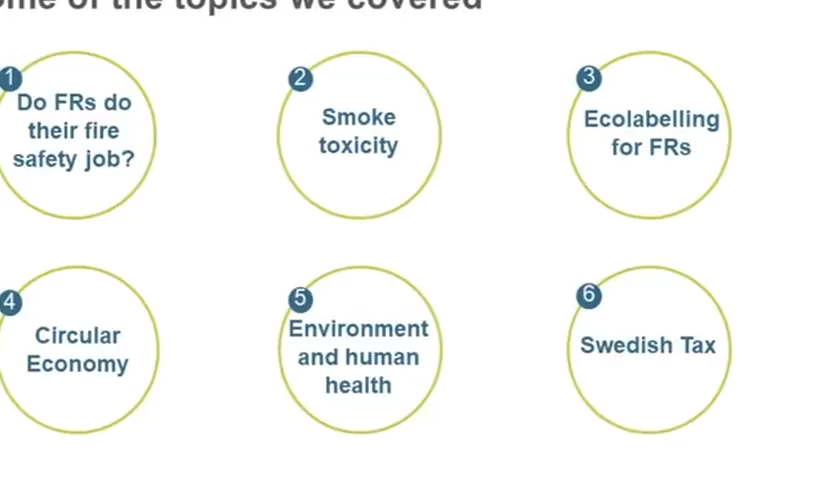 of the topics we covered
1
Do FRs do
their fire
safety job?
2
Smoke
toxicity
3
Ecolabelling
for FRs
4
Circular
Economy
5
Environment
and human
health
6
Swedish Tax